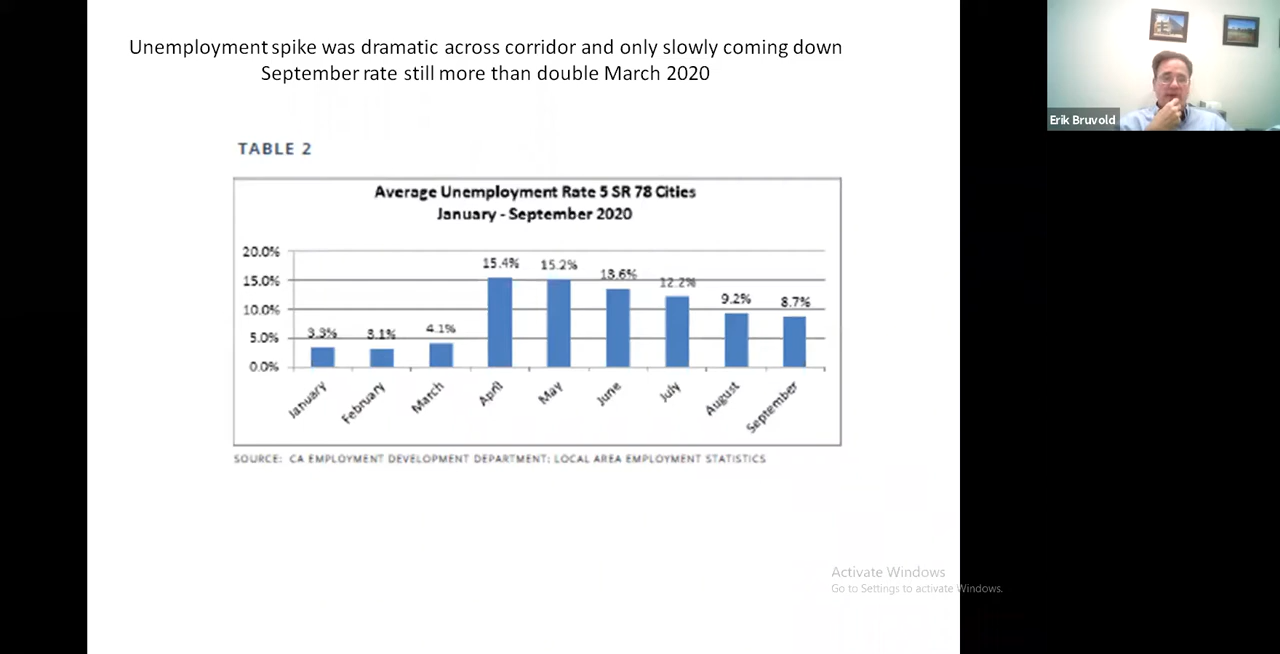 Unemployment spike was dramatic across corridor and only slowly coming down
September rate still more than double March 2020
Erik Bruvold
TABLE 2
Average Unemployment Rate 5 SR 78 Cities
January - September 2020
20.0%
15.0%
10.0%
5.0%
0.0%
3.3%
3.1%
4.1%
15.4%
15.2%
13.6%
12.2%
9.2%
8.7%
January
February
March
April
May
June
July
August
September
SOURCE: CA EMPLOYMENT DEVELOPMENT DEPARTMENT; LOCAL AREA EMPLOYMENT STATISTICS
Activate Windows
Go to Settings to activate Windows.